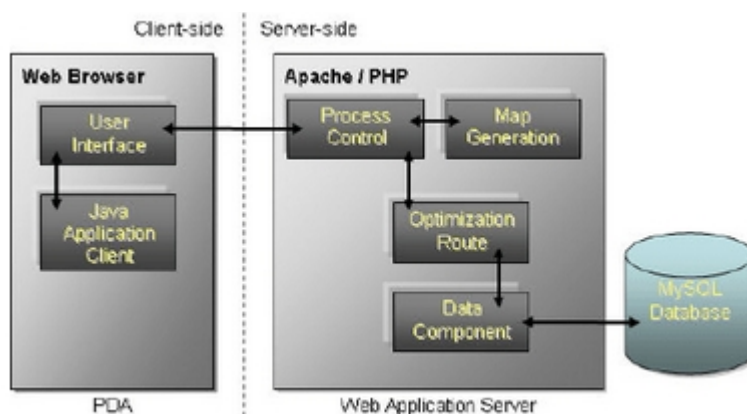 Client-side
Server-side
Web Browser
User
Interface
Java
Application
Client
PDA
Apache / PHP
Process
Control
Map
Generation
Optimization
Route
Data
Component
Web Application Server
MySQL
Database